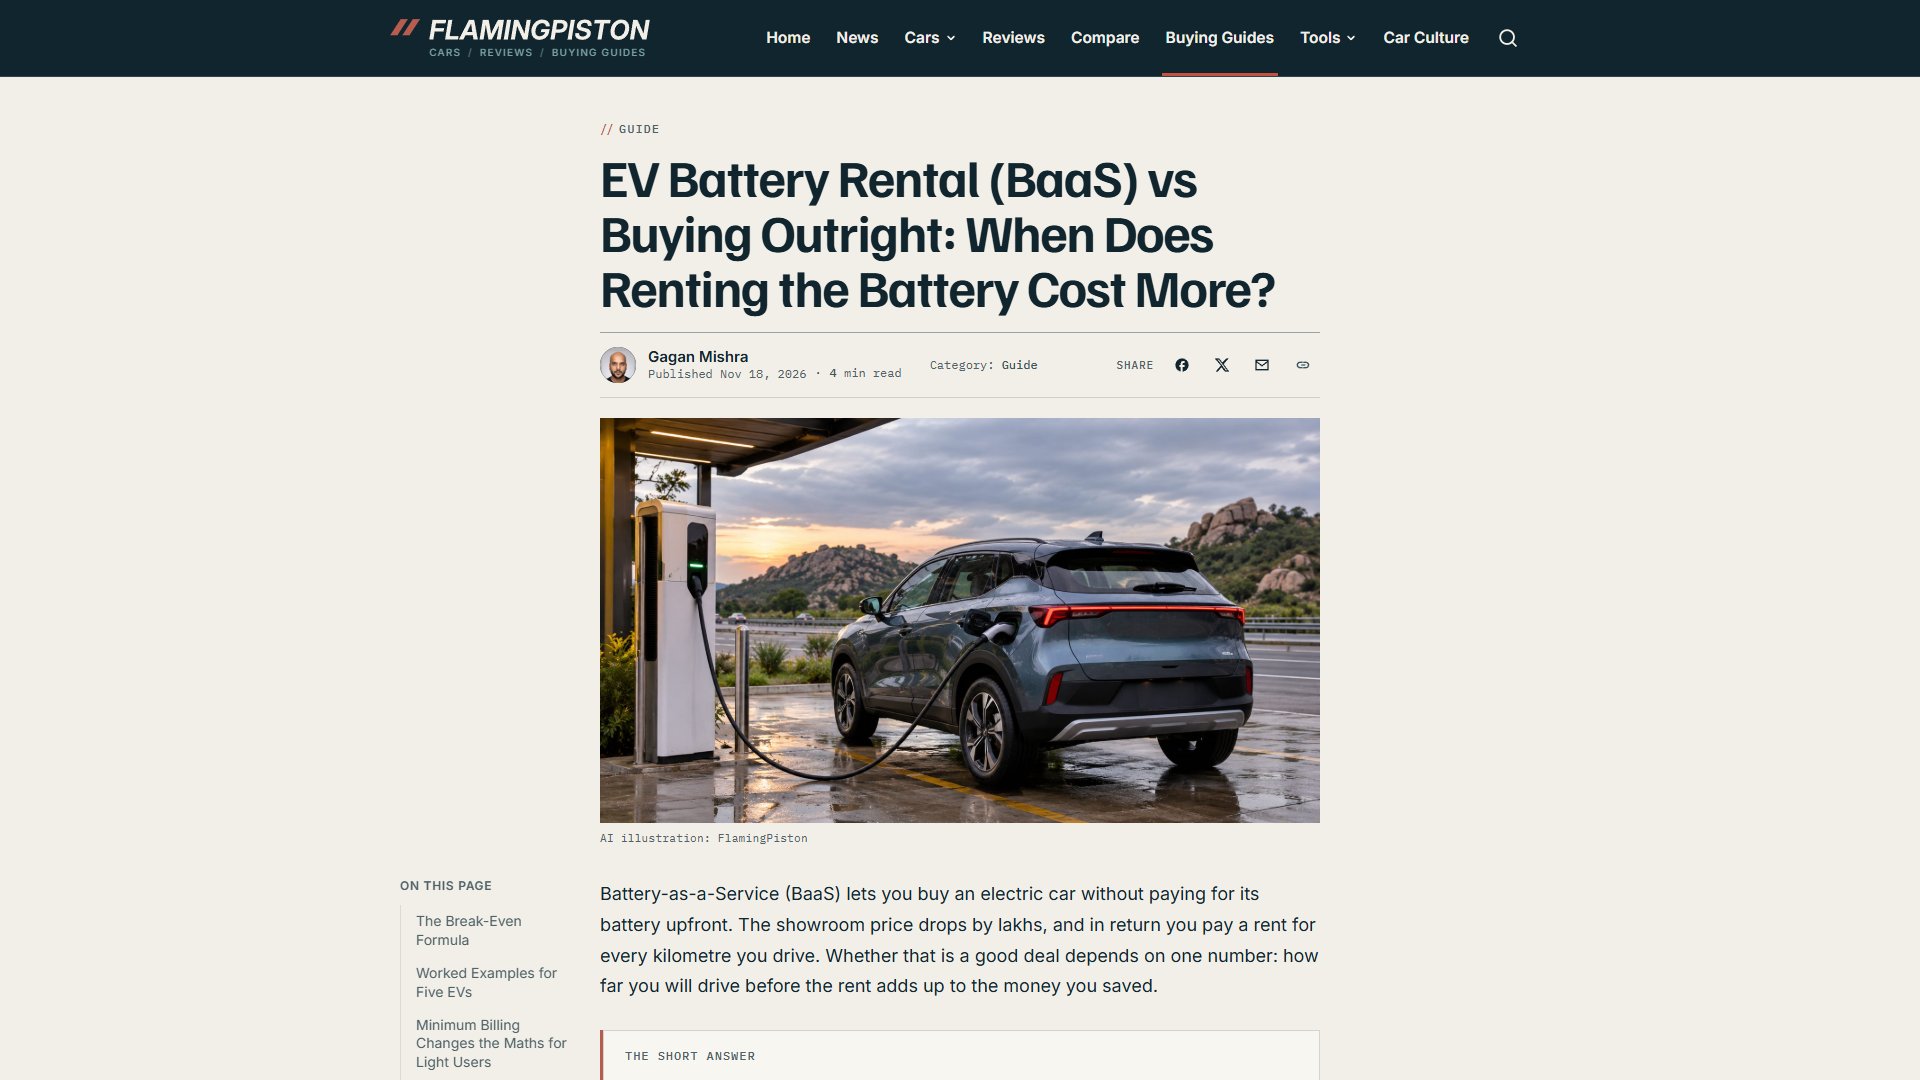 FLAMINGPISTON
CARS / REVIEWS / BUYING GUIDES
Home
News
Cars
Reviews
Compare
Buying Guides
Tools
Car Culture
// GUIDE
EV Battery Rental (BaaS) vs
Buying Outright: When Does
Renting the Battery Cost More?
Gagan Mishra
Published Nov 18, 2026 · 4 min read
Category: Guide
SHARE
AI illustration: FlamingPiston
ON THIS PAGE
The Break-Even
Formula
Worked Examples for
Five EVs
Minimum Billing
Changes the Maths for
Light Users
Battery-as-a-Service (BaaS) lets you buy an electric car without paying for its
battery upfront. The showroom price drops by lakhs, and in return you pay a rent for
every kilometre you drive. Whether that is a good deal depends on one number: how
far you will drive before the rent adds up to the money you saved.
THE SHORT ANSWER